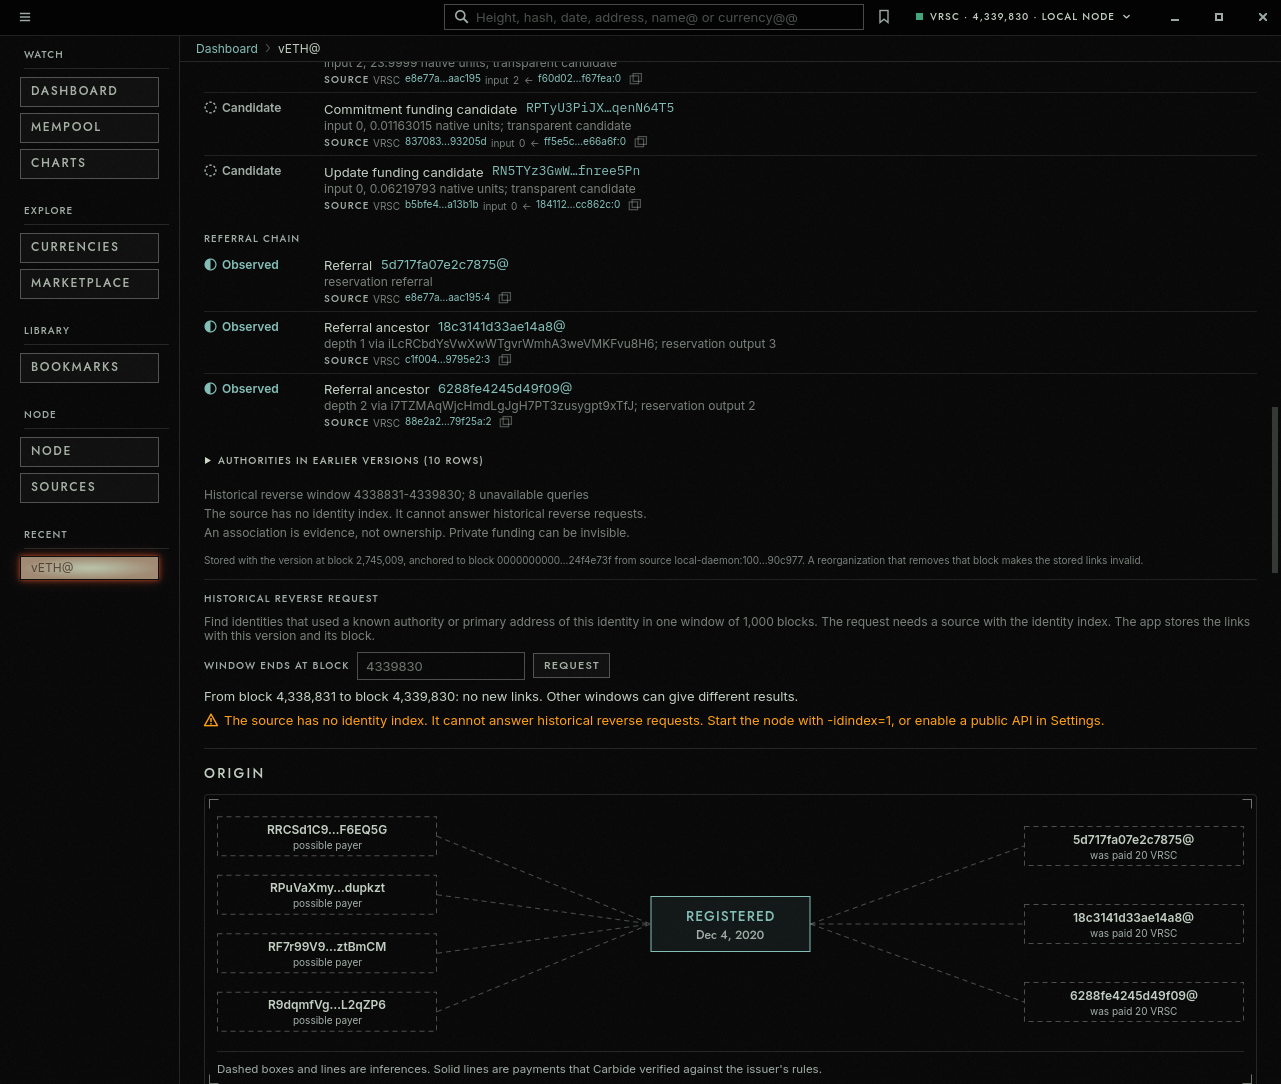 Height, hash, date, address, name@ or currency@@
VRSC · 4,339,830 · LOCAL NODE
WATCH
DASHBOARD
MEMPOOL
CHARTS
EXPLORE
CURRENCIES
MARKETPLACE
LIBRARY
BOOKMARKS
NODE
NODE
SOURCES
RECENT
vETH@
Dashboard › vETH@
input 2, 23.9999 native units; transparent candidate
SOURCE VRSC e8e77a…aac195 input 2 ← f60d02…f67fea:0
Candidate
Commitment funding candidate RPTyU3PiJX…qenN64T5
input 0, 0.01163015 native units; transparent candidate
SOURCE VRSC 837083…93205d input 0 ← ff5e5c…e66a6f:0
Candidate
Update funding candidate RN5TYz3GwW…fnree5Pn
input 0, 0.06219793 native units; transparent candidate
SOURCE VRSC b5bfe4…a13b1b input 0 ← 184112…cc862c:0
REFERRAL CHAIN
Observed
Referral 5d717fa07e2c7875@
reservation referral
SOURCE VRSC e8e77a…aac195:4
Observed
Referral ancestor 18c3141d33ae14a8@
depth 1 via iLcRCbdYsVwXwWTgvrWmhA3weVMKFvu8H6; reservation output 3
SOURCE VRSC c1f004…9795e2:3
Observed
Referral ancestor 6288fe4245d49f09@
depth 2 via i7TZMAqWjcHmdLgJgH7PT3zusygpt9xTfJ; reservation output 2
SOURCE VRSC 88e2a2…79f25a:2
AUTHORITIES IN EARLIER VERSIONS (10 ROWS)
Historical reverse window 4338831-4339830; 8 unavailable queries
The source has no identity index. It cannot answer historical reverse requests.
An association is evidence, not ownership. Private funding can be invisible.
Stored with the version at block 2,745,009, anchored to block 0000000000…24f4e73f from source local-daemon:100…90c977. A reorganization that removes that block makes the stored links invalid.
HISTORICAL REVERSE REQUEST
Find identities that used a known authority or primary address of this identity in one window of 1,000 blocks. The request needs a source with the identity index. The app stores the links
with this version and its block.
WINDOW ENDS AT BLOCK 4339830 REQUEST
From block 4,338,831 to block 4,339,830: no new links. Other windows can give different results.
The source has no identity index. It cannot answer historical reverse requests. Start the node with -idindex=1, or enable a public API in Settings.
ORIGIN
RRCSd1C9…F6EQ5G
possible payer
RPuVaXmy…dupkzt
possible payer
RF7r99V9…ztBmCM
possible payer
R9dqmfVg…L2qZP6
possible payer
REGISTERED
Dec 4, 2020
5d717fa07e2c7875@
was paid 20 VRSC
18c3141d33ae14a8@
was paid 20 VRSC
6288fe4245d49f09@
was paid 20 VRSC
Dashed boxes and lines are inferences. Solid lines are payments that Carbide verified against the issuer's rules.